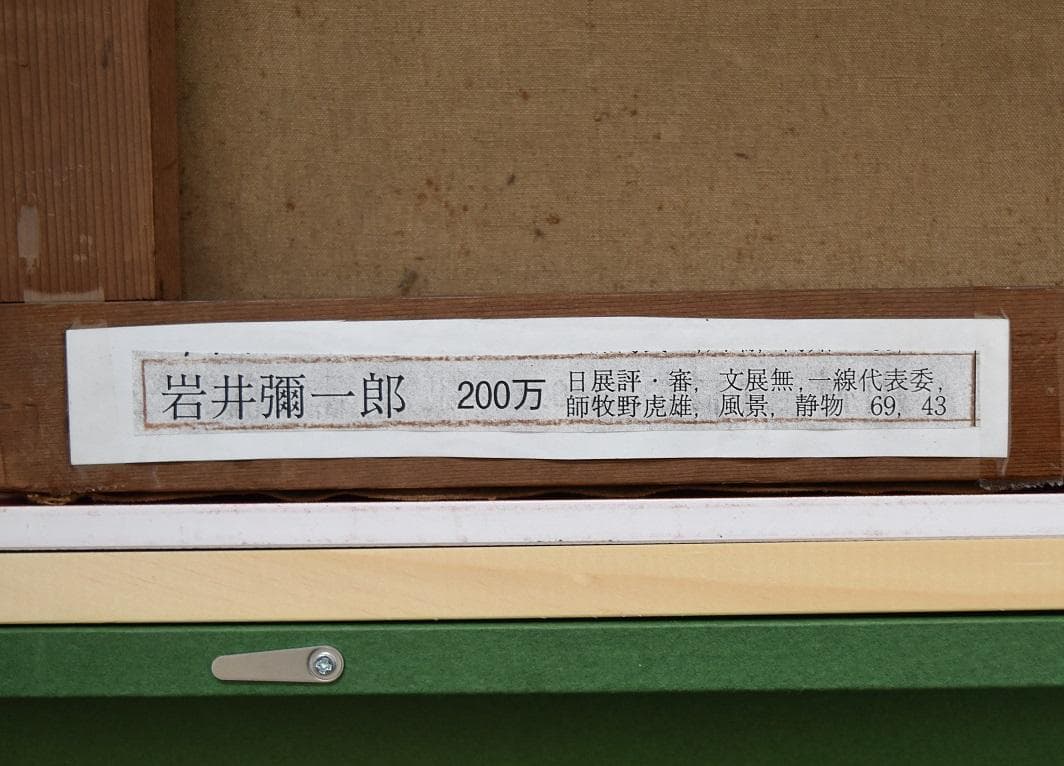 岩井彌一郎 200万 日展評・審, 文展無,一線代表委,
師牧野虎雄, 風景, 静物 69, 43